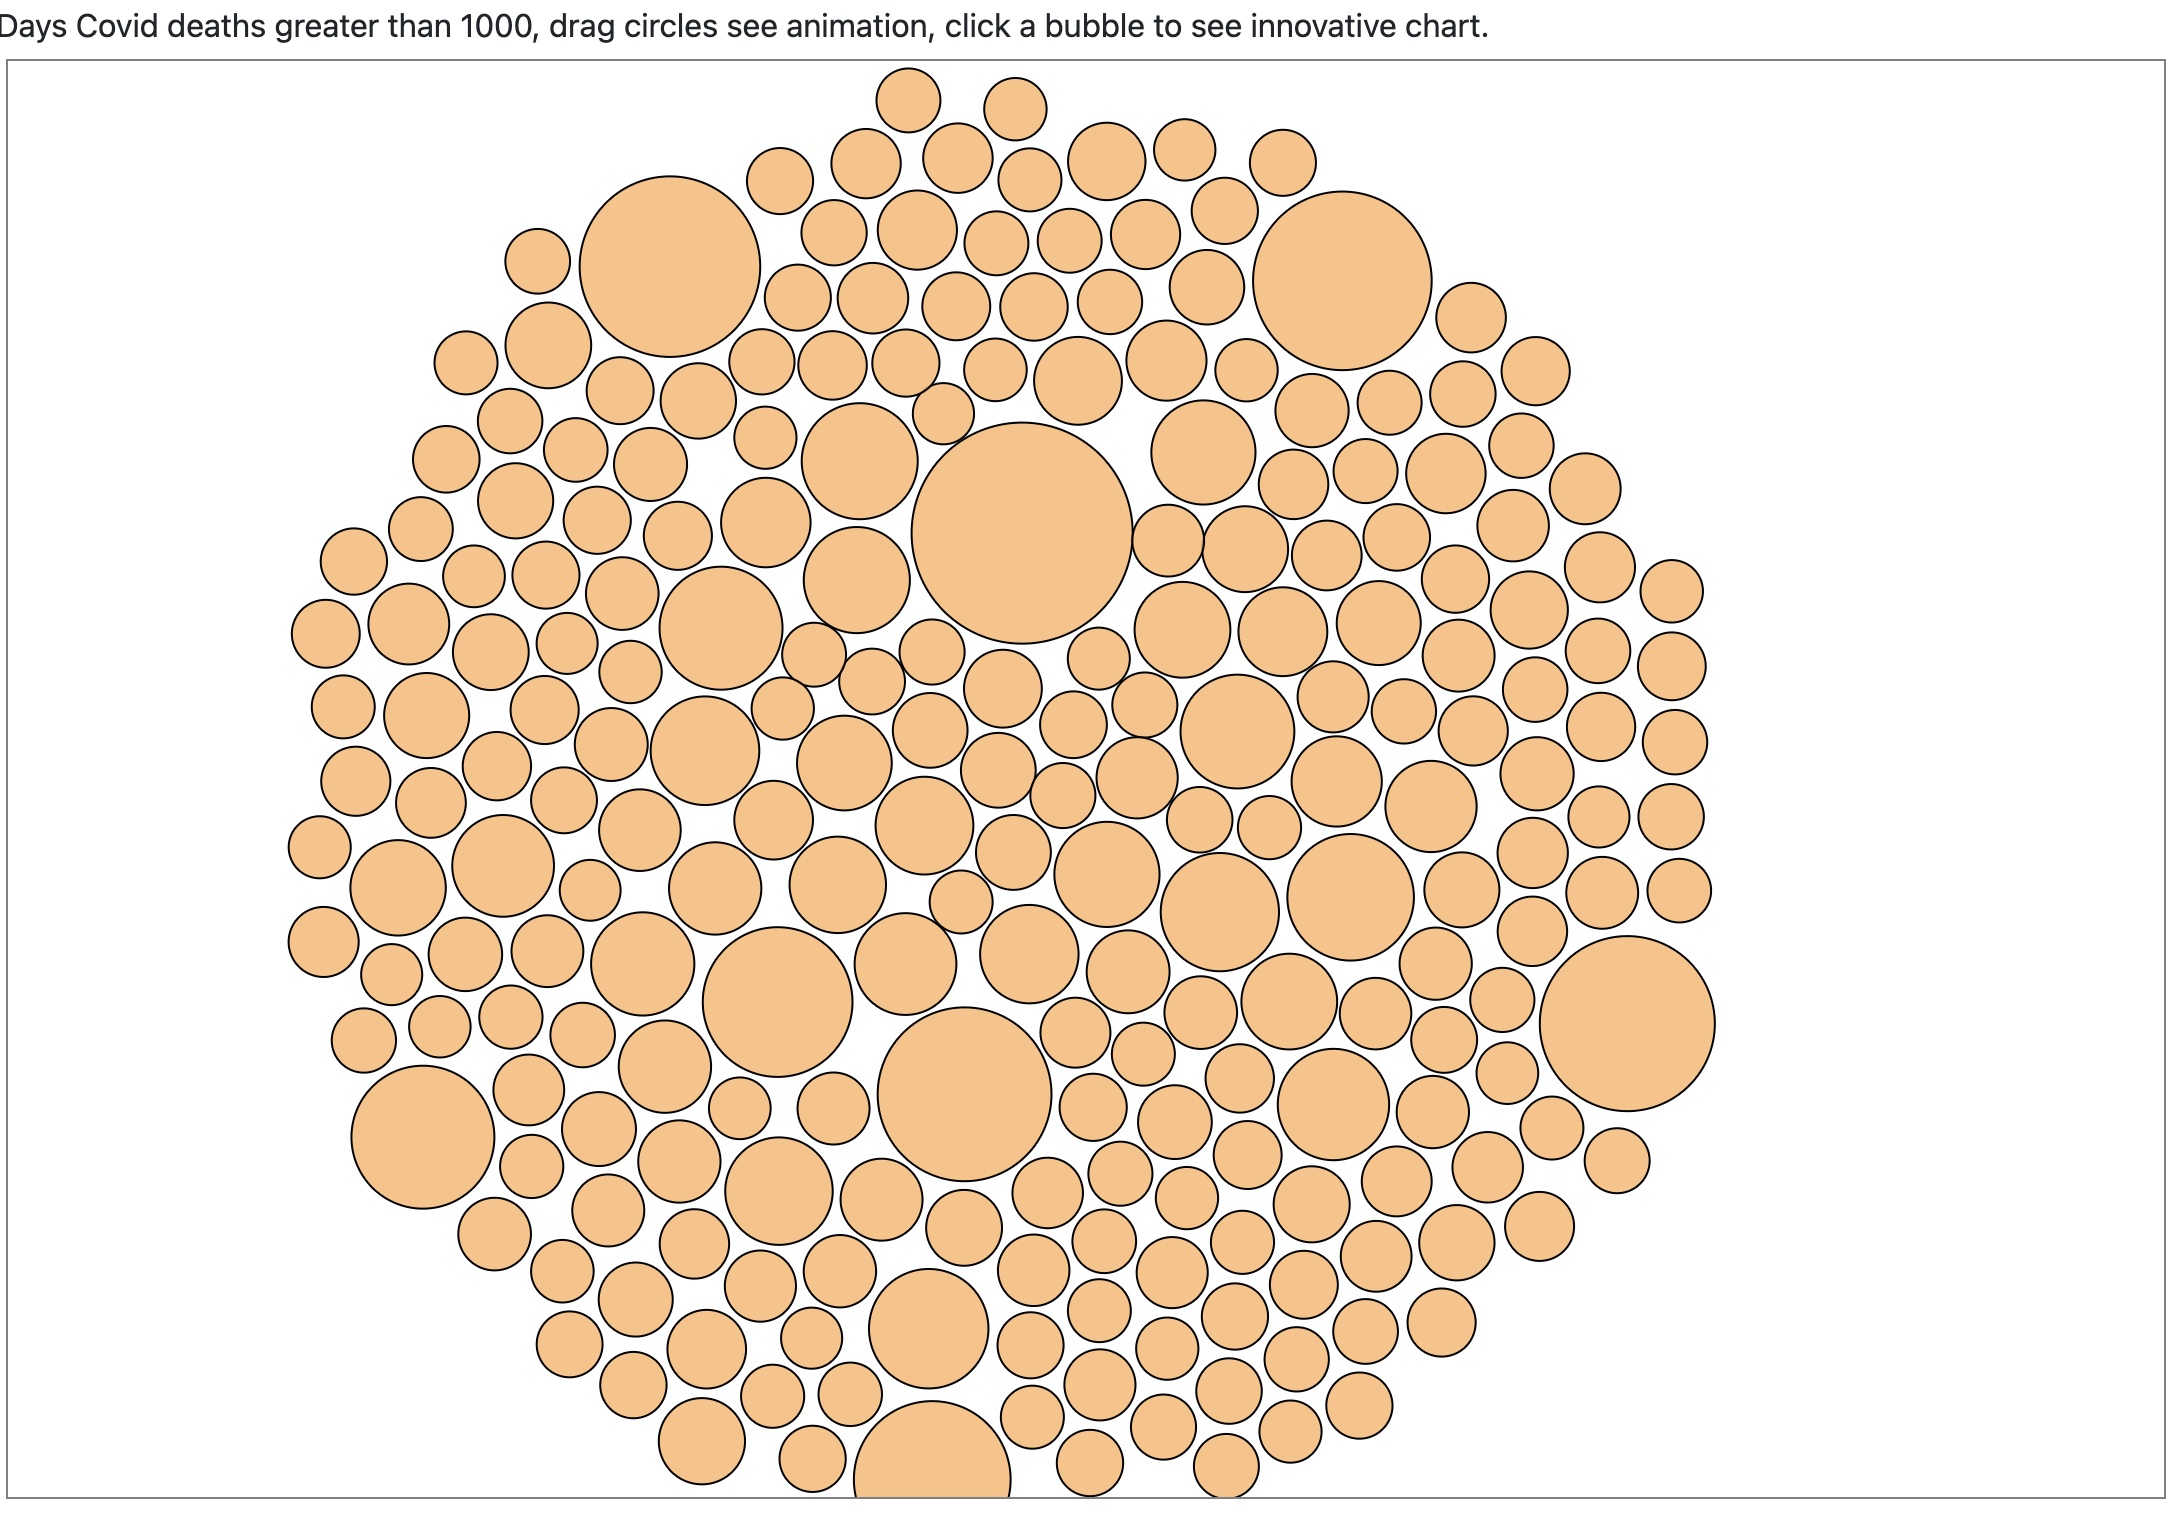 Days Covid deaths greater than 1000, drag circles see animation, click a bubble to see innovative chart.